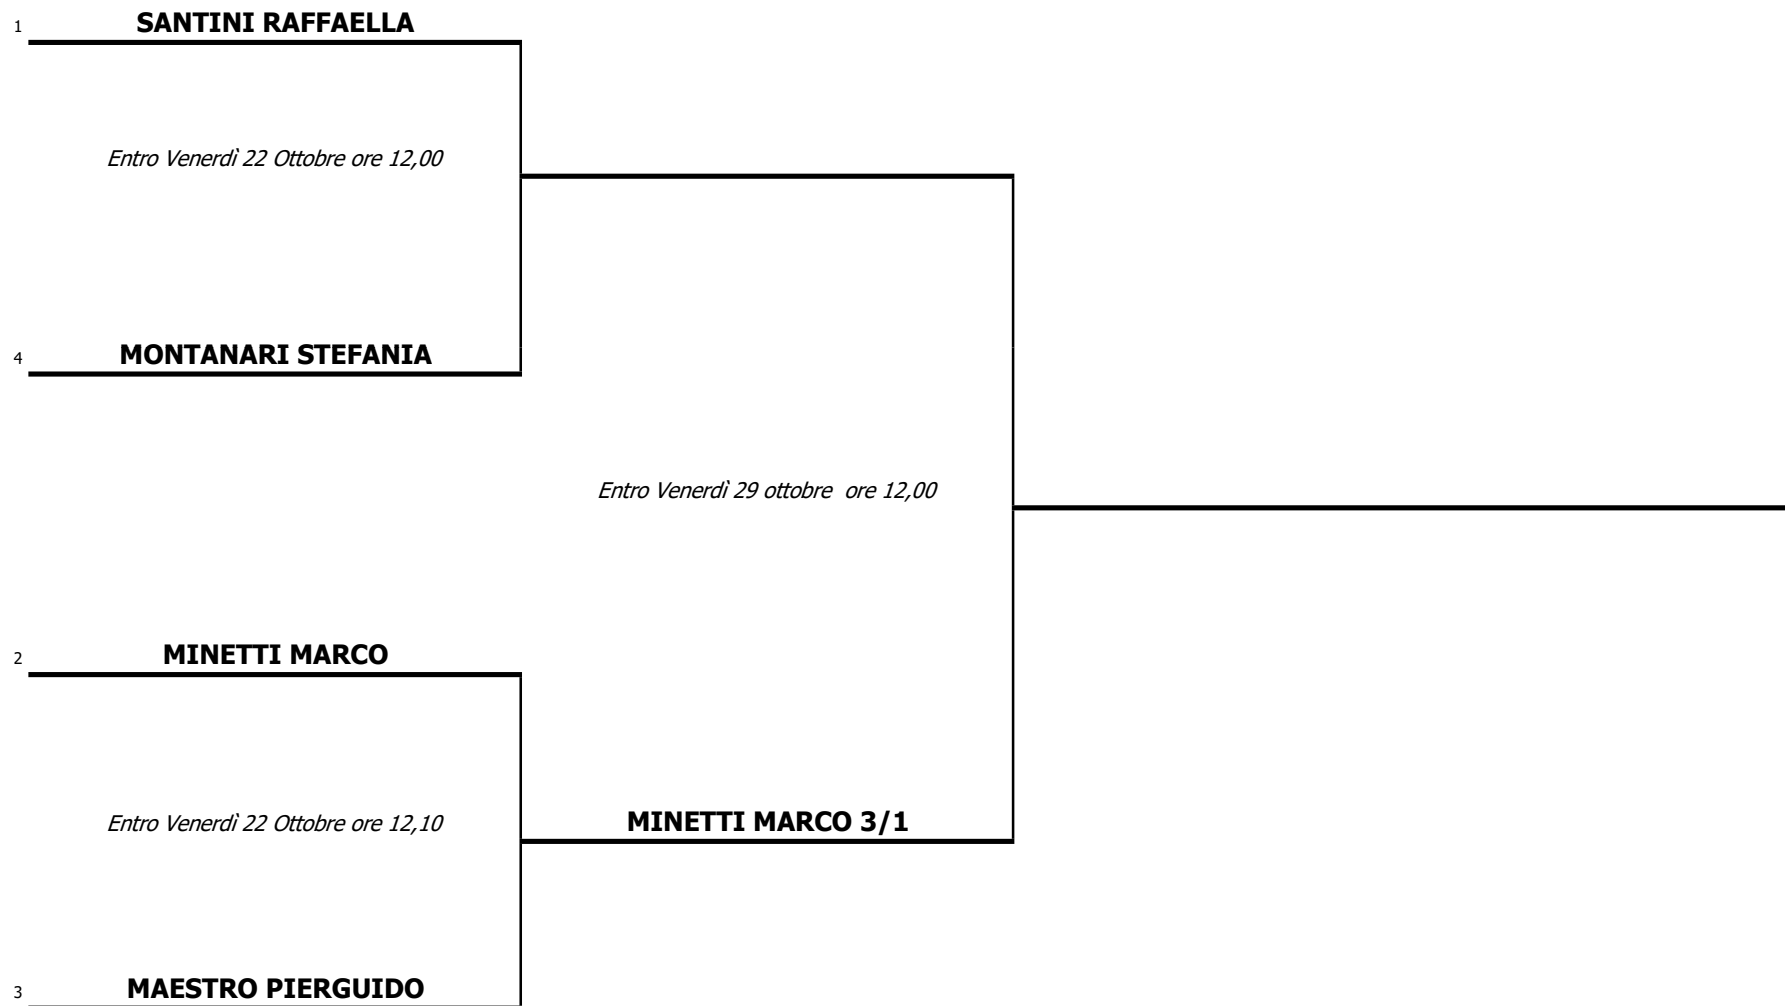 1 SANTINI RAFFAELLA
Entro Venerdì 22 Ottobre ore 12,00
4 MONTANARI STEFANIA
Entro Venerdì 29 ottobre  ore 12,00
2 MINETTI MARCO
Entro Venerdì 22 Ottobre ore 12,10
MINETTI MARCO 3/1
3 MAESTRO PIERGUIDO